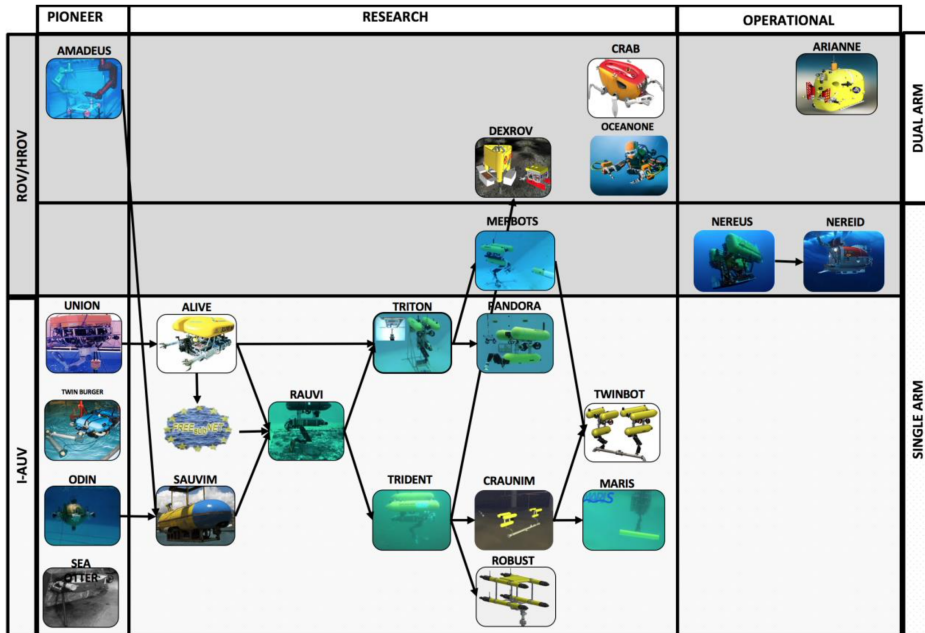 PIONEER
RESEARCH
OPERATIONAL
ROV/HROV
DUAL ARM
AMADEUS
CRAB
ARIANNE
DEXROV
OCEANONE
MERBOTS
NEREUS
NEREID
I-AUV
SINGLE ARM
UNION
ALIVE
TRITON
PANDORA
TWIN BURGER
RAUVI
TWINBOT
ODIN
SAUVIM
TRIDENT
CRAUNIM
MARIS
SEA
OTTER
ROBUST